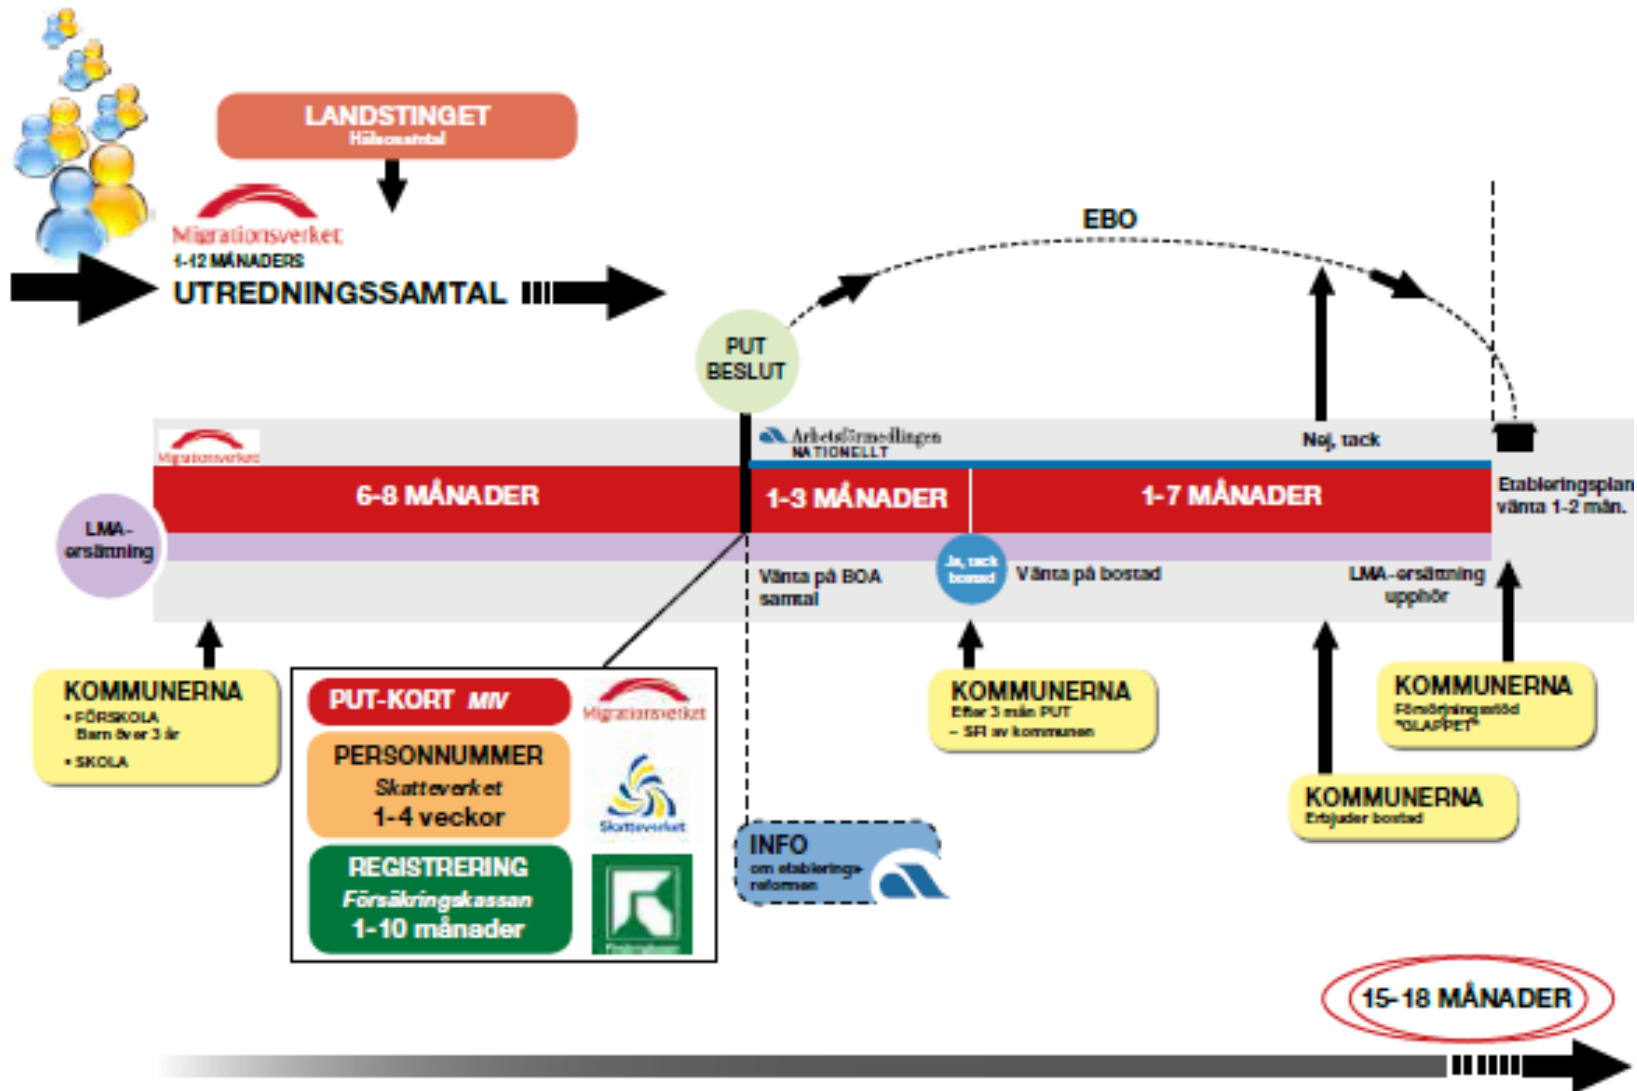 LANDSTINGET
Hälsosamtal
Migrationsverket
1-12 MÅNADERS
UTREDNINGSSAMTAL
EBO
PUT
BESLUT
Migrationsverket
Arbetsförmedlingen
NATIONELLT
Nej, tack
6-8 MÅNADER
1-3 MÅNADER
1-7 MÅNADER
Etableringsplan
vänta 1-2 mån.
LMA-
ersättning
Vänta på BOA
samtal
Ja, tack
bostad
Vänta på bostad
LMA-ersättning
upphör
KOMMUNERNA
• FÖRSKOLA
Barn över 3 år
• SKOLA
PUT-KORT MIV
Migrationsverket
PERSONNUMMER
Skatteverket
1-4 veckor
Skatteverket
REGISTRERING
Försäkringskassan
1-10 månader
INFO
om etablerings-
reformen
KOMMUNERNA
Efter 3 mån PUT
– SFI av kommunen
KOMMUNERNA
Försörjningsstöd
"GLAPPET"
KOMMUNERNA
Erbjuder bostad
15-18 MÅNADER